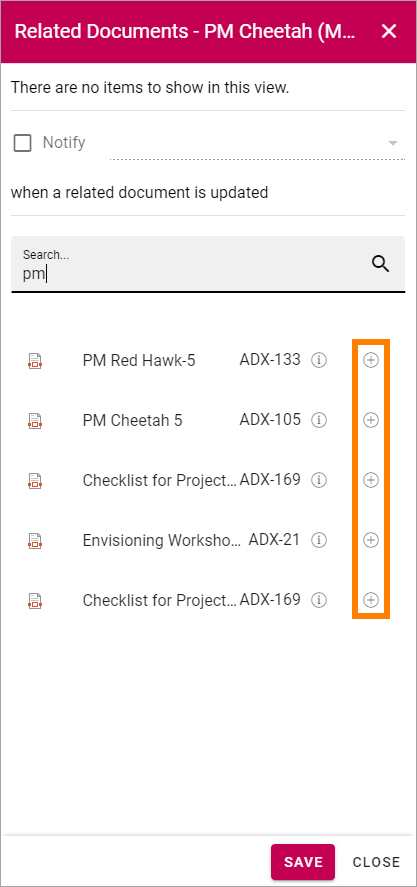 Related Documents - PM Cheetah (M...
There are no items to show in this view.
Notify
when a related document is updated
Search...
pm
PM Red Hawk-5 ADX-133
PM Cheetah 5 ADX-105
Checklist for Project... ADX-169
Envisioning Worksho... ADX-21
Checklist for Project... ADX-169
SAVE CLOSE